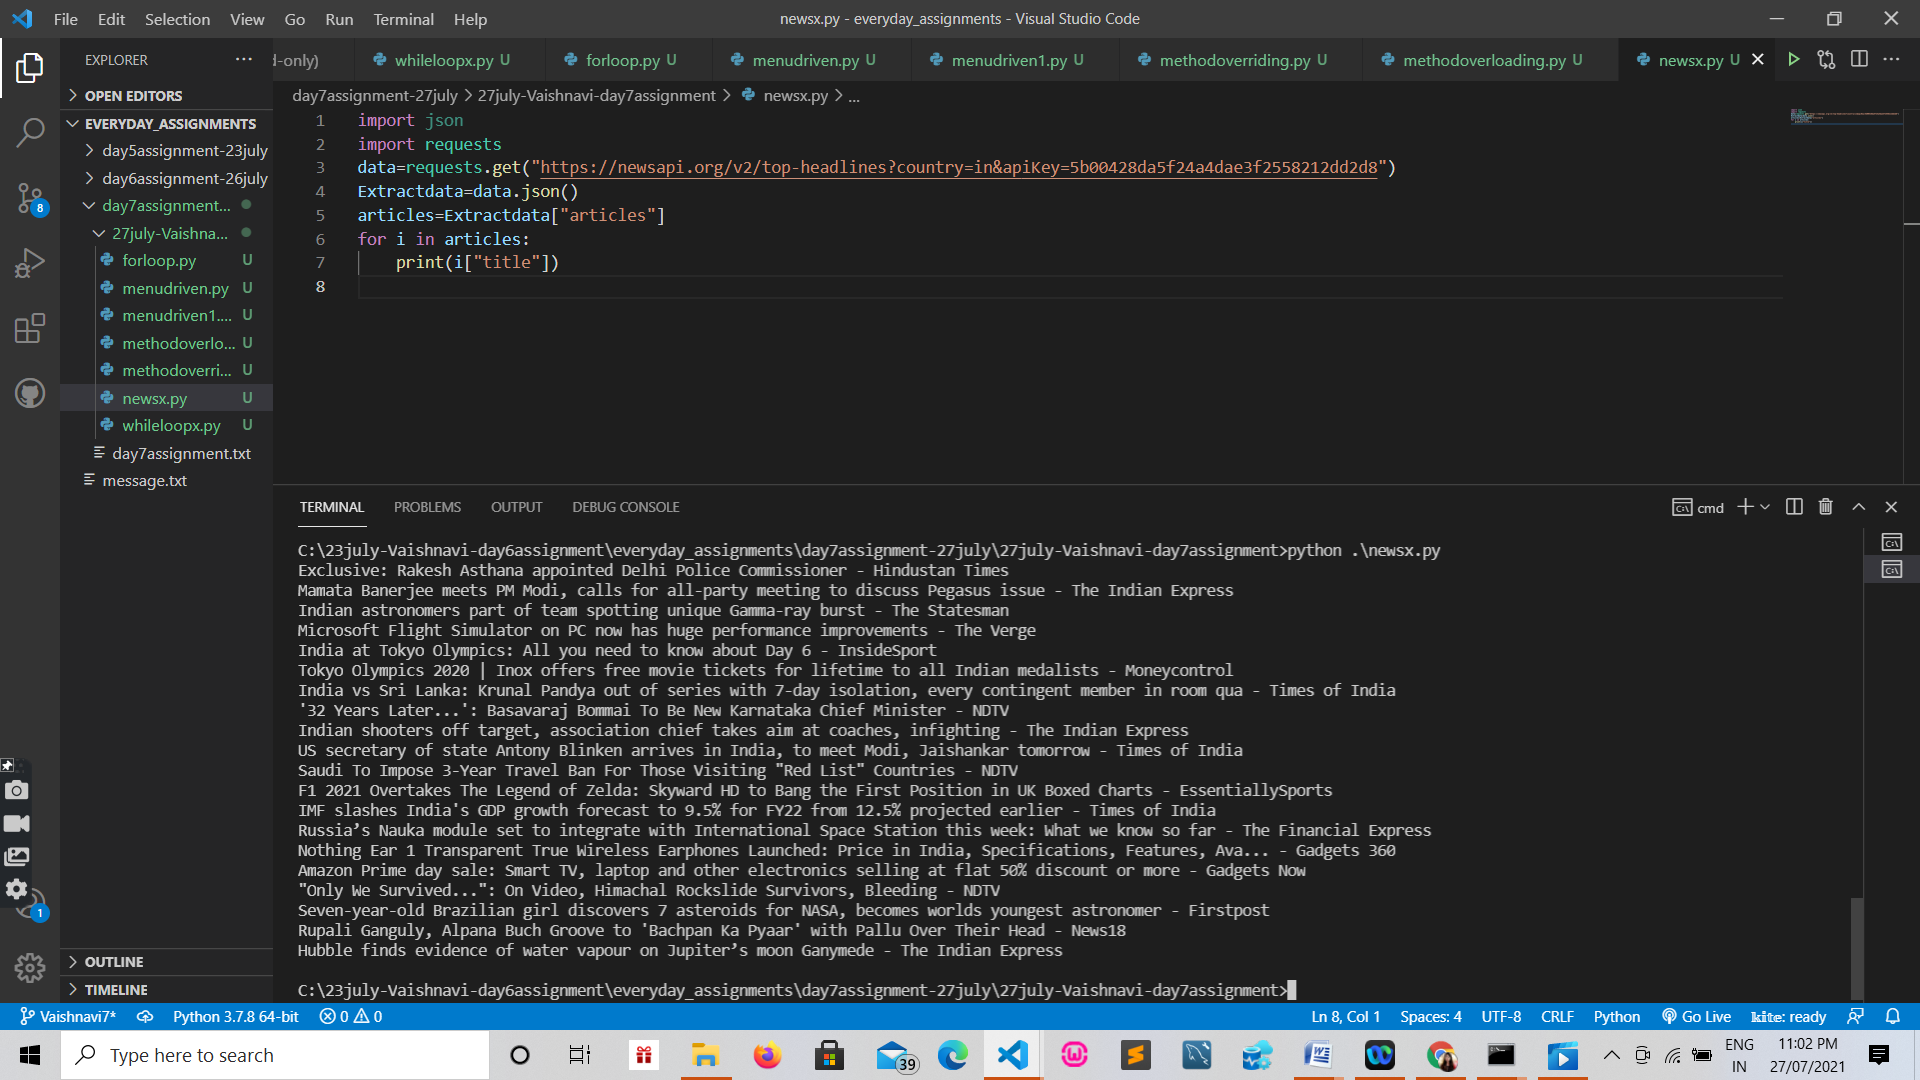 File Edit Selection View Go Run Terminal Help
newsx.py - everyday_assignments - Visual Studio Code
EXPLORER
d-only) whileloopx.py U forloop.py U menudriven.py U menudriven1.py U methodoverriding.py U methodoverloading.py U newsx.py U
OPEN EDITORS
EVERYDAY_ASSIGNMENTS
day5assignment-23july
day6assignment-26july
day7assignment...
27july-Vaishna...
forloop.py U
menudriven.py U
menudriven1.... U
methodoverlo... U
methodoverri... U
newsx.py U
whileloopx.py U
day7assignment.txt
message.txt
OUTLINE
TIMELINE
8
1
day7assignment-27july > 27july-Vaishnavi-day7assignment > newsx.py > ...
1 import json
2 import requests
3 data=requests.get("https://newsapi.org/v2/top-headlines?country=in&apiKey=5b00428da5f24a4dae3f2558212dd2d8")
4 Extractdata=data.json()
5 articles=Extractdata["articles"]
6 for i in articles:
7     print(i["title"])
8
TERMINAL PROBLEMS OUTPUT DEBUG CONSOLE
cmd
C:\23july-Vaishnavi-day6assignment\everyday_assignments\day7assignment-27july\27july-Vaishnavi-day7assignment>python .\newsx.py
Exclusive: Rakesh Asthana appointed Delhi Police Commissioner - Hindustan Times
Mamata Banerjee meets PM Modi, calls for all-party meeting to discuss Pegasus issue - The Indian Express
Indian astronomers part of team spotting unique Gamma-ray burst - The Statesman
Microsoft Flight Simulator on PC now has huge performance improvements - The Verge
India at Tokyo Olympics: All you need to know about Day 6 - InsideSport
Tokyo Olympics 2020 | Inox offers free movie tickets for lifetime to all Indian medalists - Moneycontrol
India vs Sri Lanka: Krunal Pandya out of series with 7-day isolation, every contingent member in room qua - Times of India
'32 Years Later...': Basavaraj Bommai To Be New Karnataka Chief Minister - NDTV
Indian shooters off target, association chief takes aim at coaches, infighting - The Indian Express
US secretary of state Antony Blinken arrives in India, to meet Modi, Jaishankar tomorrow - Times of India
Saudi To Impose 3-Year Travel Ban For Those Visiting "Red List" Countries - NDTV
F1 2021 Overtakes The Legend of Zelda: Skyward HD to Bang the First Position in UK Boxed Charts - EssentiallySports
IMF slashes India's GDP growth forecast to 9.5% for FY22 from 12.5% projected earlier - Times of India
Russia’s Nauka module set to integrate with International Space Station this week: What we know so far - The Financial Express
Nothing Ear 1 Transparent True Wireless Earphones Launched: Price in India, Specifications, Features, Ava... - Gadgets 360
Amazon Prime day sale: Smart TV, laptop and other electronics selling at flat 50% discount or more - Gadgets Now
"Only We Survived...": On Video, Himachal Rockslide Survivors, Bleeding - NDTV
Seven-year-old Brazilian girl discovers 7 asteroids for NASA, becomes worlds youngest astronomer - Firstpost
Rupali Ganguly, Alpana Buch Groove to 'Bachpan Ka Pyaar' with Pallu Over Their Head - News18
Hubble finds evidence of water vapour on Jupiter’s moon Ganymede - The Indian Express
C:\23july-Vaishnavi-day6assignment\everyday_assignments\day7assignment-27july\27july-Vaishnavi-day7assignment>
Vaishnavi7* Python 3.7.8 64-bit 0 0 Ln 8, Col 1 Spaces: 4 UTF-8 CRLF Python Go Live kite: ready
Type here to search
39
ENG
IN
11:02 PM
27/07/2021